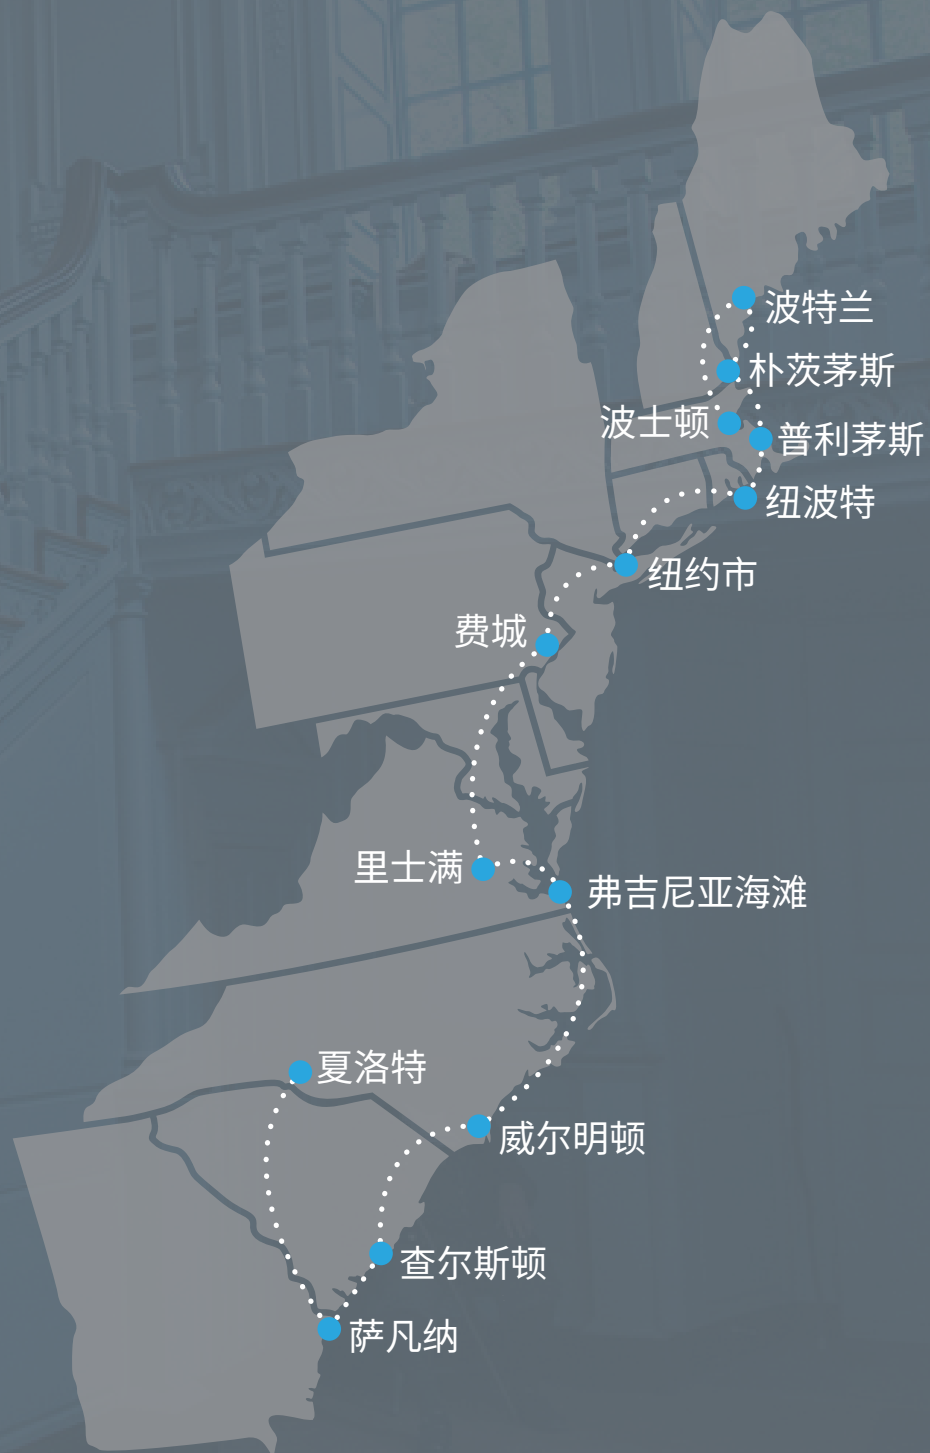 波特兰
朴茨茅斯
波士顿
普利茅斯
纽波特
纽约市
费城
里士满
弗吉尼亚海滩
夏洛特
威尔明顿
查尔斯顿
萨凡纳